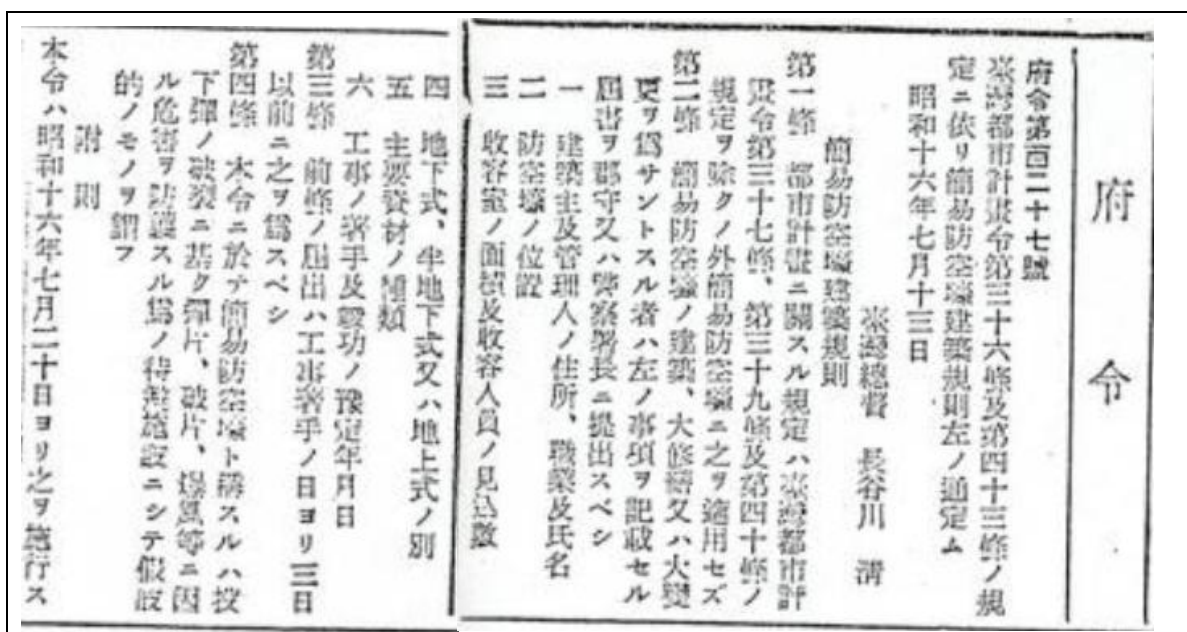 府令
府令第百二十七號
臺灣都市計畫令第三十六條及第四十三條ノ規
定ニ依リ簡易防空壕建築規則左ノ通定ム
昭和十六年七月十三日
臺灣總督 長谷川 淸
簡易防空壕建築規則
第一條 都市計畫ニ關スル規定ハ臺灣都市計
畫令第三十七條、第三十九條及第四十條ノ
規定ヲ除クノ外簡易防空壕ニ之ヲ適用セズ
第二條 簡易防空壕ノ建築、大修繕又ハ大變
更ヲ爲サントスル者ハ左ノ事項ヲ記載セル
屆書ヲ郡守又ハ警察署長ニ提出スベシ
一 建築主及管理人ノ住所、職業及氏名
二 防空壕ノ位置
三 收容室ノ面積及收容人員ノ見込數
四 地下式、半地下式又ハ地上式ノ別
五 主要資材ノ種類
六 工事ノ著手及竣功ノ豫定年月日
第三條 前條ノ屆出ハ工事著手ノ日ヨリ三日
以前ニ之ヲ爲スベシ
第四條 本令ニ於テ簡易防空壕ト稱スルハ投
下彈ノ破裂ニ基ク彈片、破片、爆風等ニ因
ル危害ヲ防護スル爲ノ待避施設ニシテ假設
的ノモノヲ謂フ
附則
本令ハ昭和十六年七月二十日ヨリ之ヲ施行ス